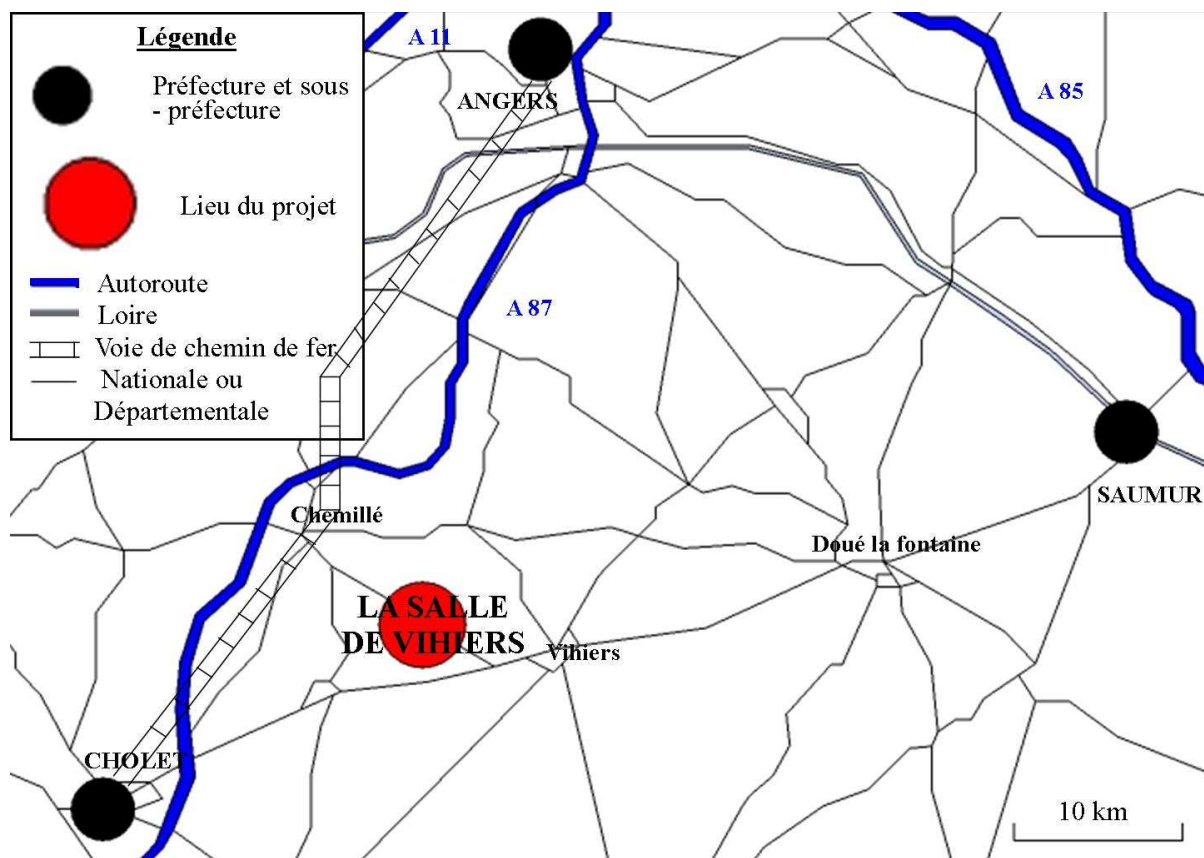 Légende
Préfecture et sous
- préfecture
Lieu du projet
Autoroute
Loire
Voie de chemin de fer
Nationale ou
Départementale
A 11
ANGERS
A 85
A 87
SAUMUR
Chemillé
Doué la fontaine
LA SALLE
DE VIHIERS
Vihiers
CHOLET
10 km